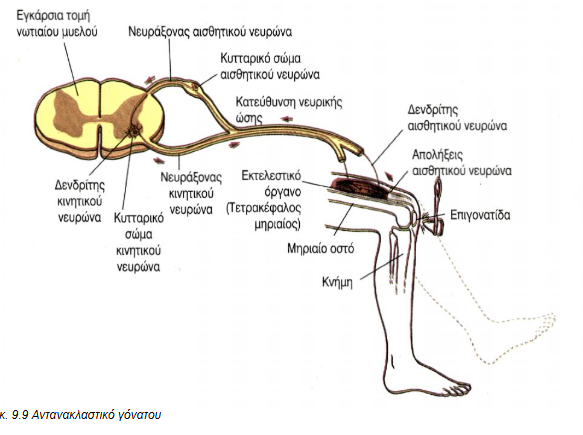 Εγκάρσια τομή
νωτιαίου μυελού
Νευράξονας αισθητικού νευρώνα
Κυτταρικό σώμα
αισθητικού νευρώνα
Κατεύθυνση νευρικής
ώσης
Δενδρίτης
αισθητικού νευρώνα
Απολήξεις
αισθητικού νευρώνα
Δενδρίτης
κινητικού
νευρώνα
Κυτταρικό
σώμα
κινητικού
νευρώνα
Νευράξονας
κινητικού
νευρώνα
Εκτελεστικό
όργανο
(Τετρακέφαλος
μηριαίος)
Επιγονατίδα
Μηριαίο οστό
Κνήμη
κ. 9.9 Αντανακλαστικό γόνατου